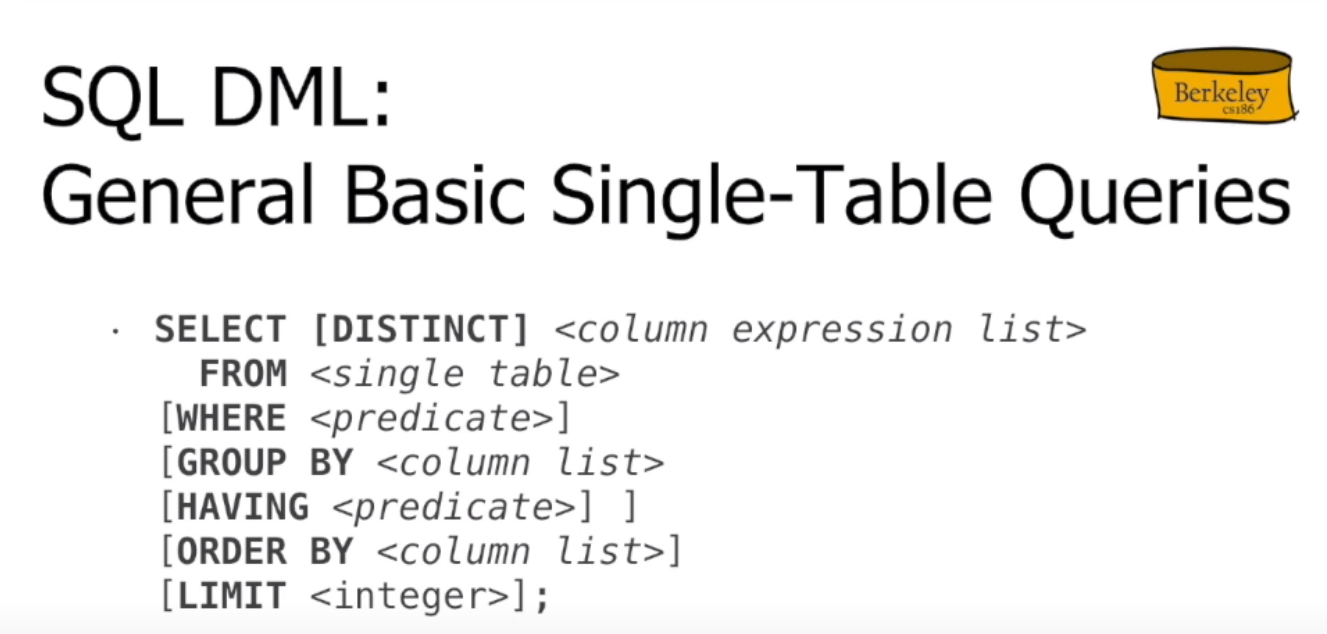 SQL DML:
General Basic Single-Table Queries
Berkeley
cs186
· SELECT [DISTINCT] <column expression list>
FROM <single table>
[WHERE <predicate>]
[GROUP BY <column list>
[HAVING <predicate>] ]
[ORDER BY <column list>]
[LIMIT <integer>];